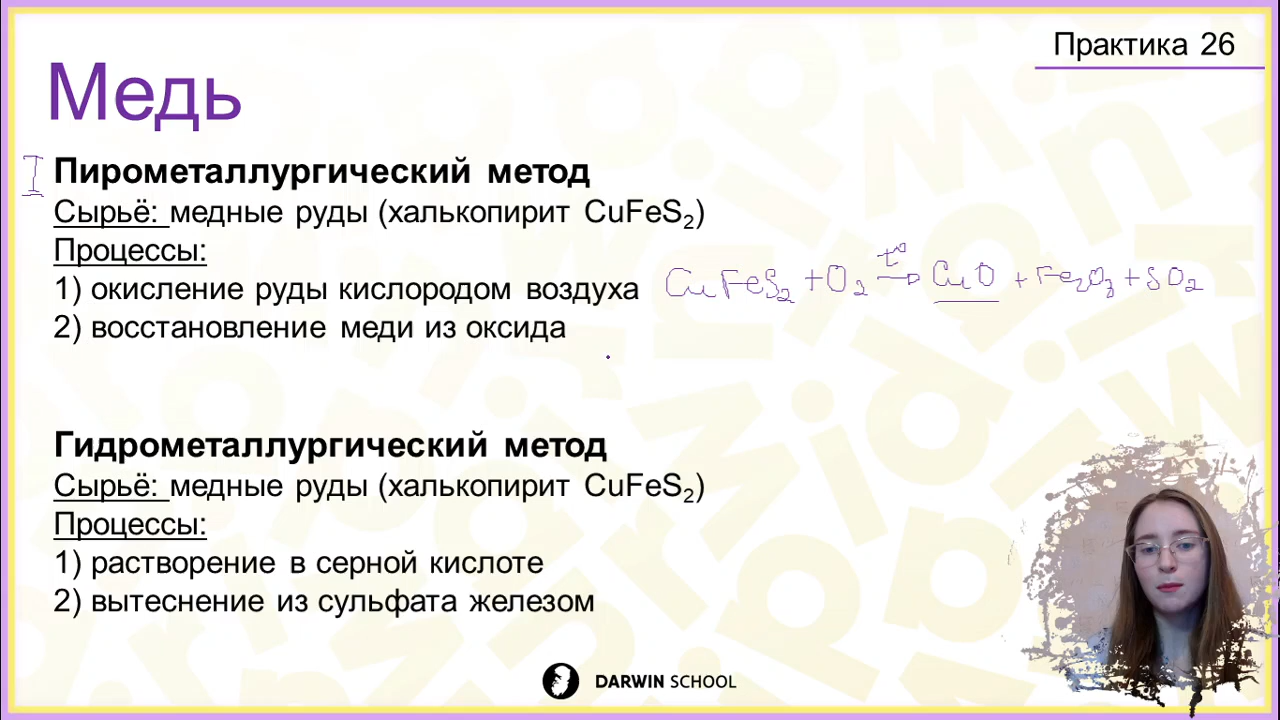 Практика 26
Медь
I Пирометаллургический метод
Сырьё: медные руды (халькопирит CuFeS₂)
Процессы:
1) окисление руды кислородом воздуха CuFeS₂ + O₂ t° → CuO + Fe₂O₃ + SO₂
2) восстановление меди из оксида
Гидрометаллургический метод
Сырьё: медные руды (халькопирит CuFeS₂)
Процессы:
1) растворение в серной кислоте
2) вытеснение из сульфата железом
DARWIN SCHOOL